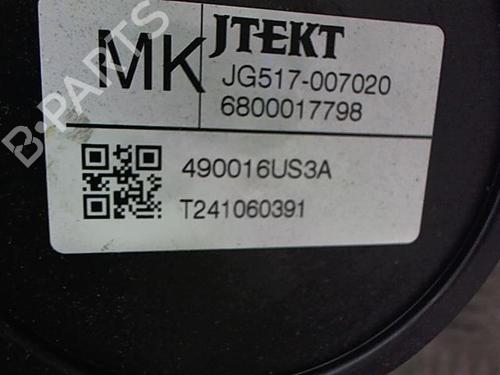 MK
JTEKT
JG517-007020
6800017798
490016US3A
T241060391
B-PARTS